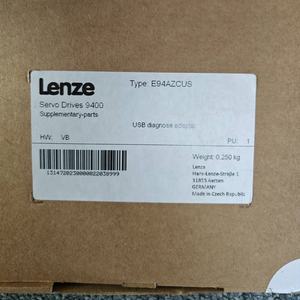 Lenze
Type: E94AZCUS
Servo Drives 9400
Supplementary-parts
USB diagnose adapter
HW: VB
PU: 1
Weight: 0.250 kg
Lenze
Hans-Lenze-Straße 1
31855 Aerzen
GERMANY
Made in Czech Republic